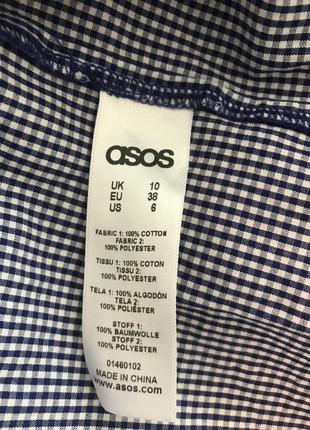 asos
UK 10
EU 38
US 6
FABRIC 1: 100% COTTON
FABRIC 2:
100% POLYESTER
TISSU 1: 100% COTON
TISSU 2:
100% POLYESTER
TELA 1: 100% ALGODÓN
TELA 2:
100% POLIÉSTER
STOFF 1:
100% BAUMWOLLE
STOFF 2:
100% POLYESTER
01460102
MADE IN CHINA
www.asos.com